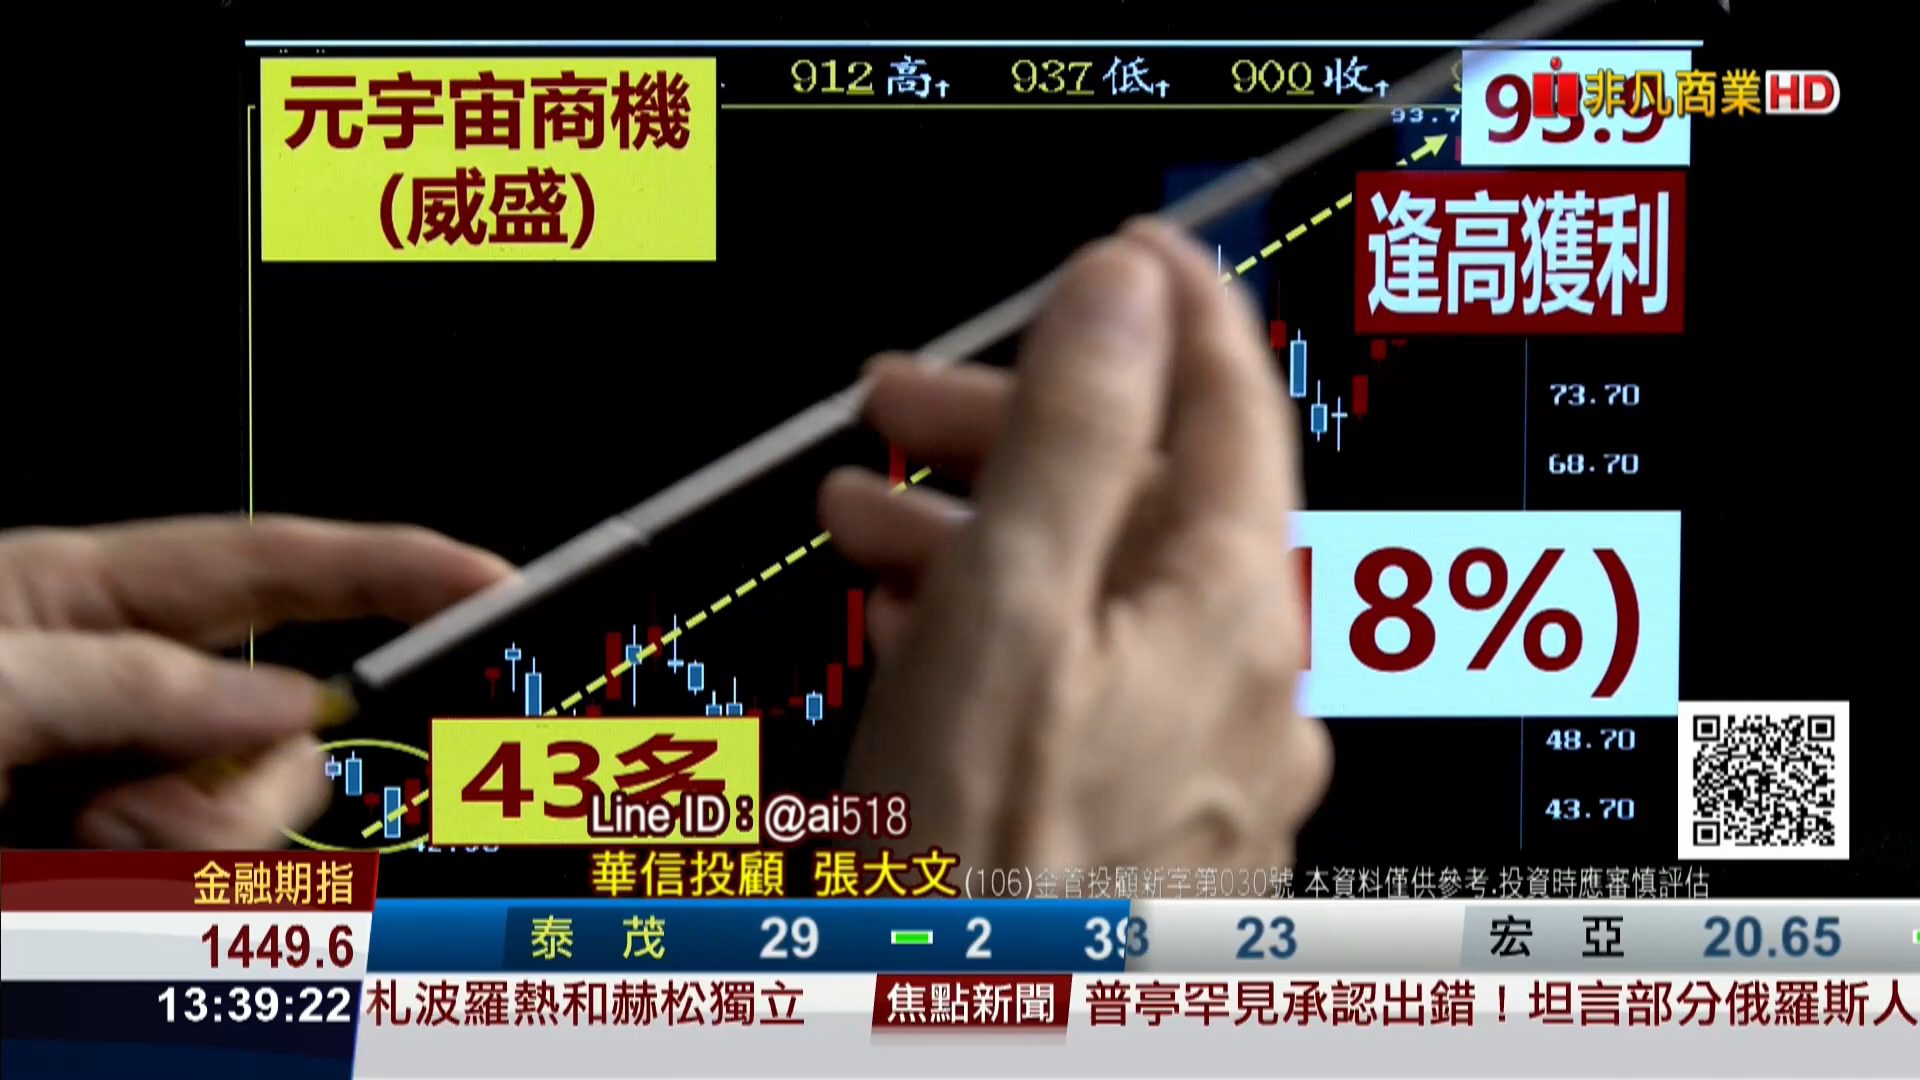 元宇宙商機
(威盛)
912 高↑ 937 低↑ 900 收↑
93.9
非凡商業HD
93.7
逢高獲利
73.70
68.70
8%)
48.70
43.70
43多
Line ID：@ai518
華信投顧 張大文
(106)金管投顧新字第030號 本資料僅供參考.投資時應審慎評估
金融期指
1449.6
13:39:22
泰茂 29 2 39
23 宏亞 20.65
札波羅熱和赫松獨立 焦點新聞 普亭罕見承認出錯！坦言部分俄羅斯人